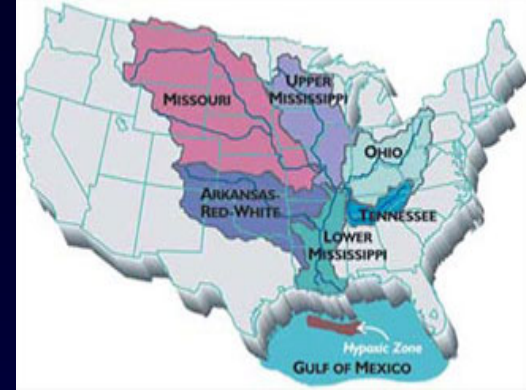 MISSOURI
UPPER
MISSISSIPPI
OHIO
ARKANSAS-
RED-WHITE
TENNESSEE
LOWER
MISSISSIPPI
Hypoxic Zone
GULF OF MEXICO